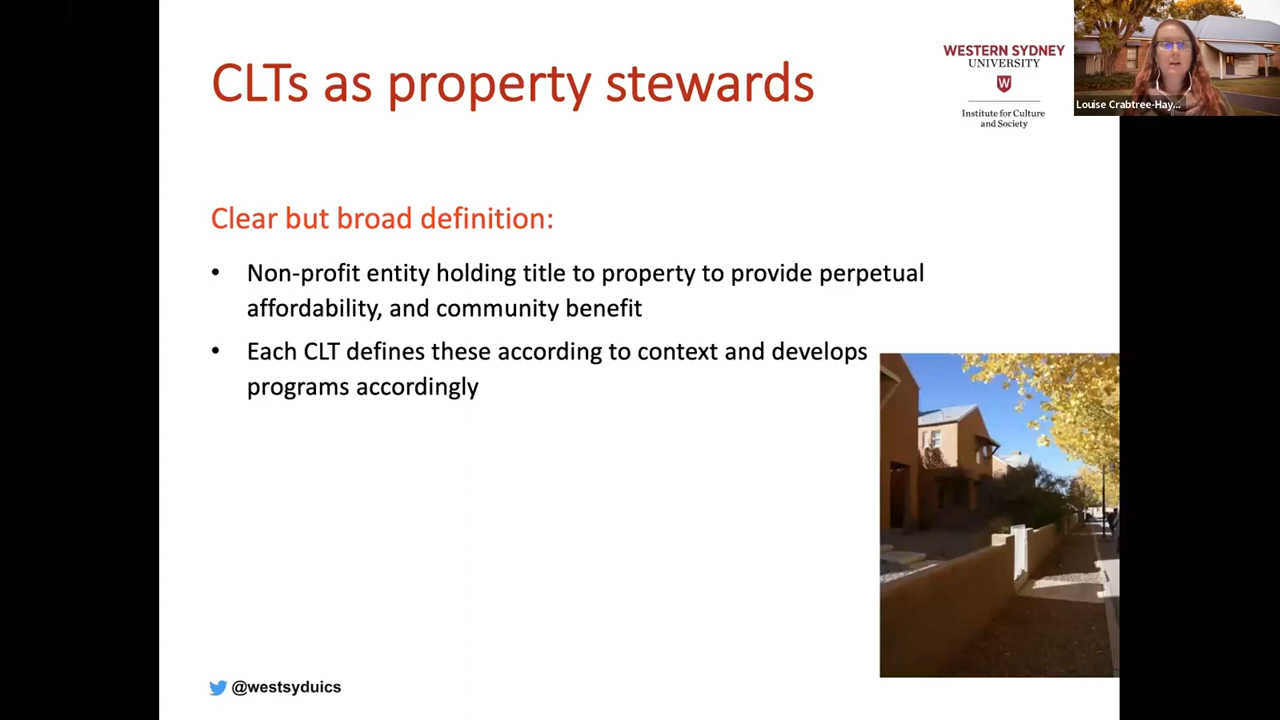 CLTs as property stewards
WESTERN SYDNEY
UNIVERSITY
W
Institute for Culture
and Society
Louise Crabtree-Hay...
Clear but broad definition:
• Non-profit entity holding title to property to provide perpetual
affordability, and community benefit
• Each CLT defines these according to context and develops
programs accordingly
@westsyduics